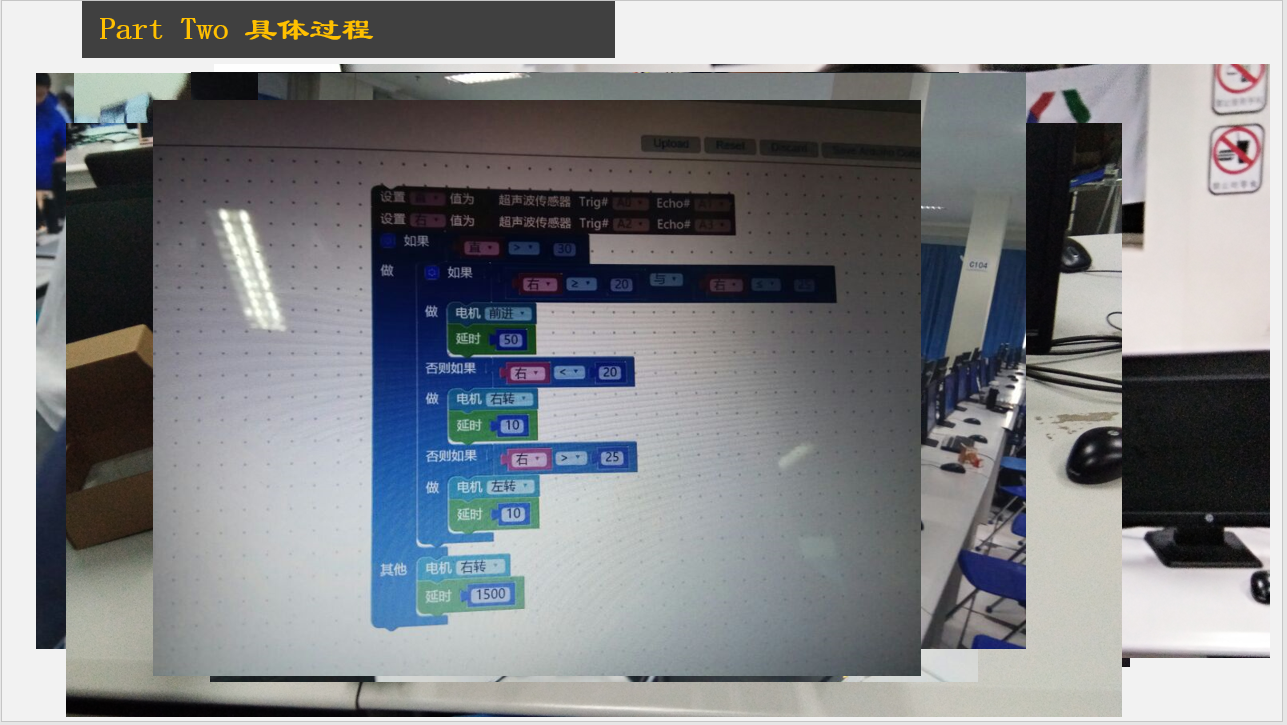 Part Two 具体过程
Upload Reset Discard Save Arduino Code
设置 直 值为 超声波传感器 Trig# A0 Echo# A1
设置 右 值为 超声波传感器 Trig# A2 Echo# A3
如果 直 > 30
做 如果 右 ≥ 20 与 右 ≤ 25
做 电机 前进
延时 50
否则如果 右 < 20
做 电机 右转
延时 10
否则如果 右 > 25
做 电机 左转
延时 10
其他 电机 右转
延时 1500
C104